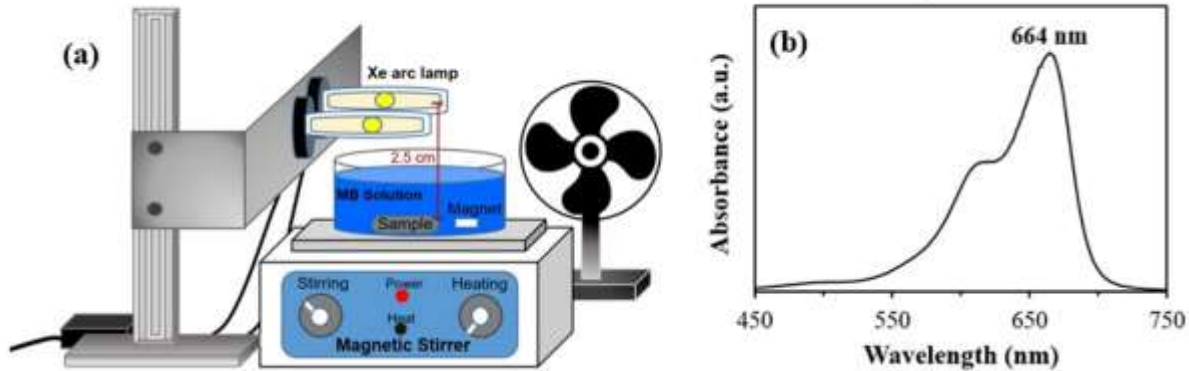 (a)
Xe arc lamp
2.5 cm
MB Solution
Magnet
Sample
Stirring
Power
Heating
Heat
Magnetic Stirrer
(b)
664 nm
Absorbance (a.u.)
450
550
650
750
Wavelength (nm)